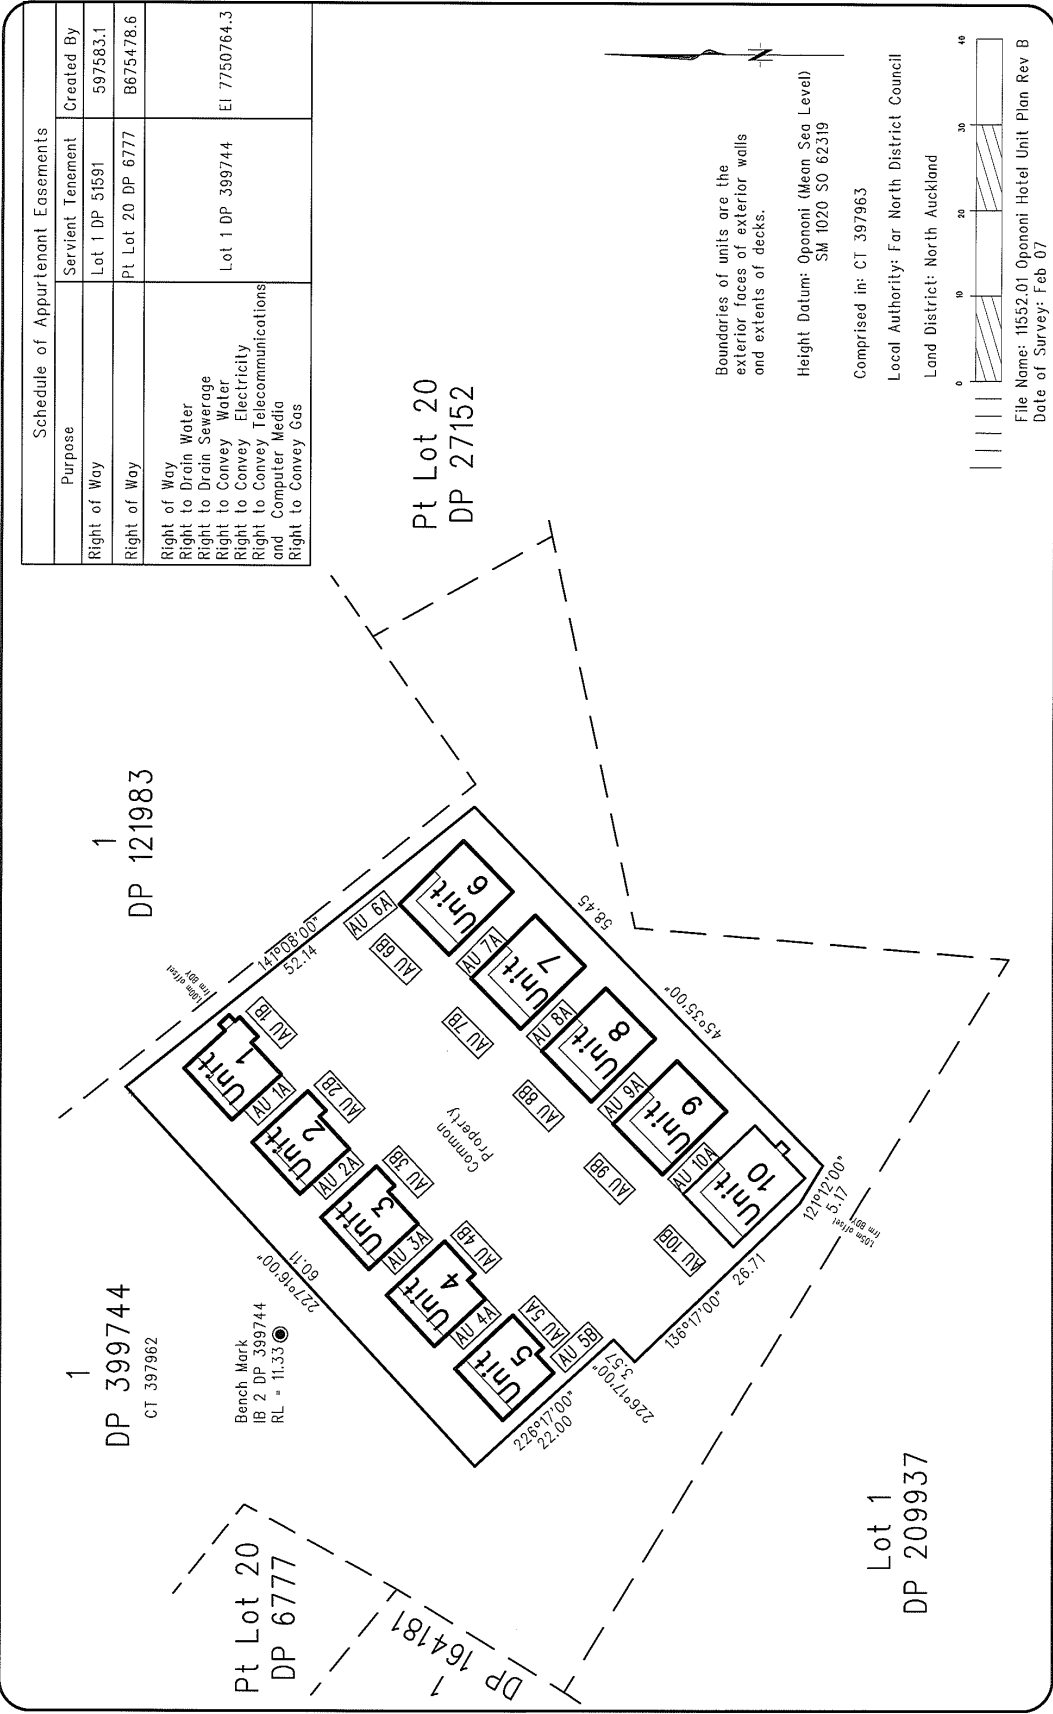 Schedule of Appurtenant Easements
Purpose
Servient Tenement
Created By
Right of Way
Lot 1 DP 51591
597583.1
Right of Way
Pt Lot 20 DP 6777
B675478.6
Right of Way
Right to Drain Water
Right to Drain Sewerage
Right to Convey Water
Right to Convey Electricity
Right to Convey Telecommunications
and Computer Media
Right to Convey Gas
Lot 1 DP 399744
EI 7750764.3
1
DP 399744
CT 397962
Bench Mark
IB 2 DP 399744
RL = 11.33
1
DP 121983
Pt Lot 20
DP 27152
Pt Lot 20
DP 6777
1
DP 164181
Lot 1
DP 209937
1.00m offset
frm BDY
141°08'00"
52.14
227°16'00"
60.11
226°17'00"
22.00
226°17'00"
3.57
136°17'00"
26.71
121°12'00"
5.17
1.05m offset
frm BDY
45°35'00"
58.45
Unit
1
Unit
2
Unit
3
Unit
4
Unit
5
Unit
6
Unit
7
Unit
8
Unit
9
Unit
10
AU 1A
AU 1B
AU 2A
AU 2B
AU 3A
AU 3B
AU 4A
AU 4B
AU 5A
AU 5B
AU 6A
AU 6B
AU 7A
AU 7B
AU 8A
AU 8B
AU 9A
AU 9B
AU 10A
AU 10B
Common
Property
N
Boundaries of units are the
exterior faces of exterior walls
and extents of decks.
Height Datum: Opononi (Mean Sea Level)
SM 1020 SO 62319
Comprised in: CT 397963
Local Authority: Far North District Council
Land District: North Auckland
0 10 20 30 40
File Name: 11552.01 Opononi Hotel Unit Plan Rev B
Date of Survey: Feb 07